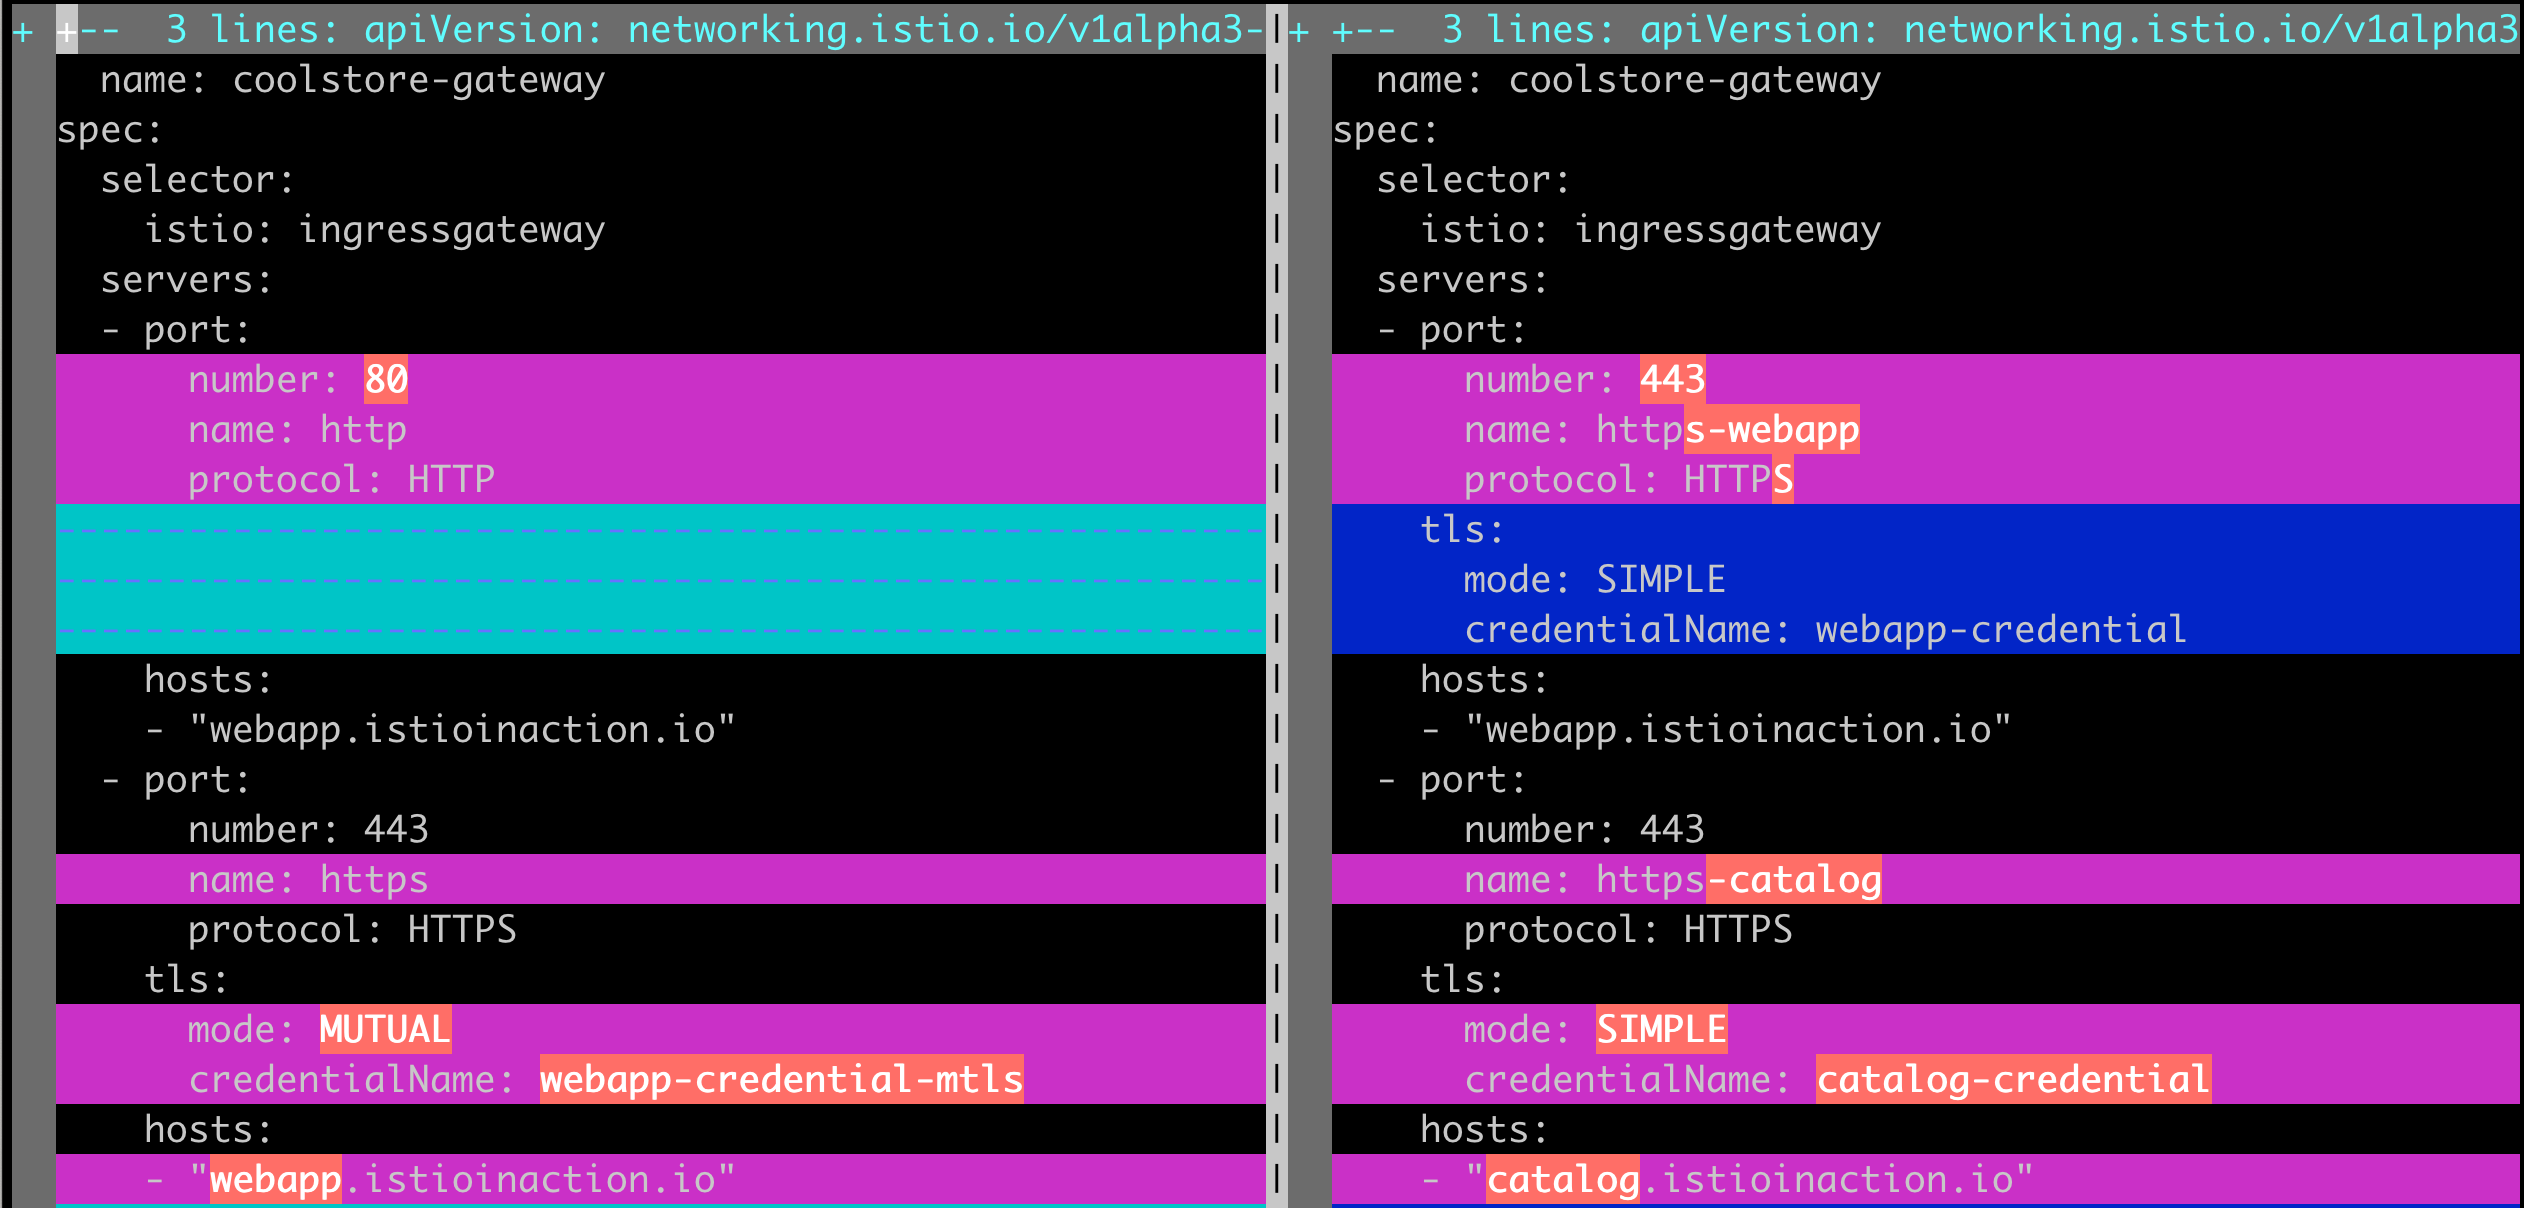 + +--  3 lines: apiVersion: networking.istio.io/v1alpha3-
  name: coolstore-gateway
spec:
  selector:
    istio: ingressgateway
  servers:
  - port:
      number: 80
      name: http
      protocol: HTTP
---------------------------------------------------
---------------------------------------------------
---------------------------------------------------
    hosts:
    - "webapp.istioinaction.io"
  - port:
      number: 443
      name: https
      protocol: HTTPS
    tls:
      mode: MUTUAL
      credentialName: webapp-credential-mtls
    hosts:
    - "webapp.istioinaction.io"
+ +--  3 lines: apiVersion: networking.istio.io/v1alpha3
  name: coolstore-gateway
spec:
  selector:
    istio: ingressgateway
  servers:
  - port:
      number: 443
      name: https-webapp
      protocol: HTTPS
    tls:
      mode: SIMPLE
      credentialName: webapp-credential
    hosts:
    - "webapp.istioinaction.io"
  - port:
      number: 443
      name: https-catalog
      protocol: HTTPS
    tls:
      mode: SIMPLE
      credentialName: catalog-credential
    hosts:
    - "catalog.istioinaction.io"